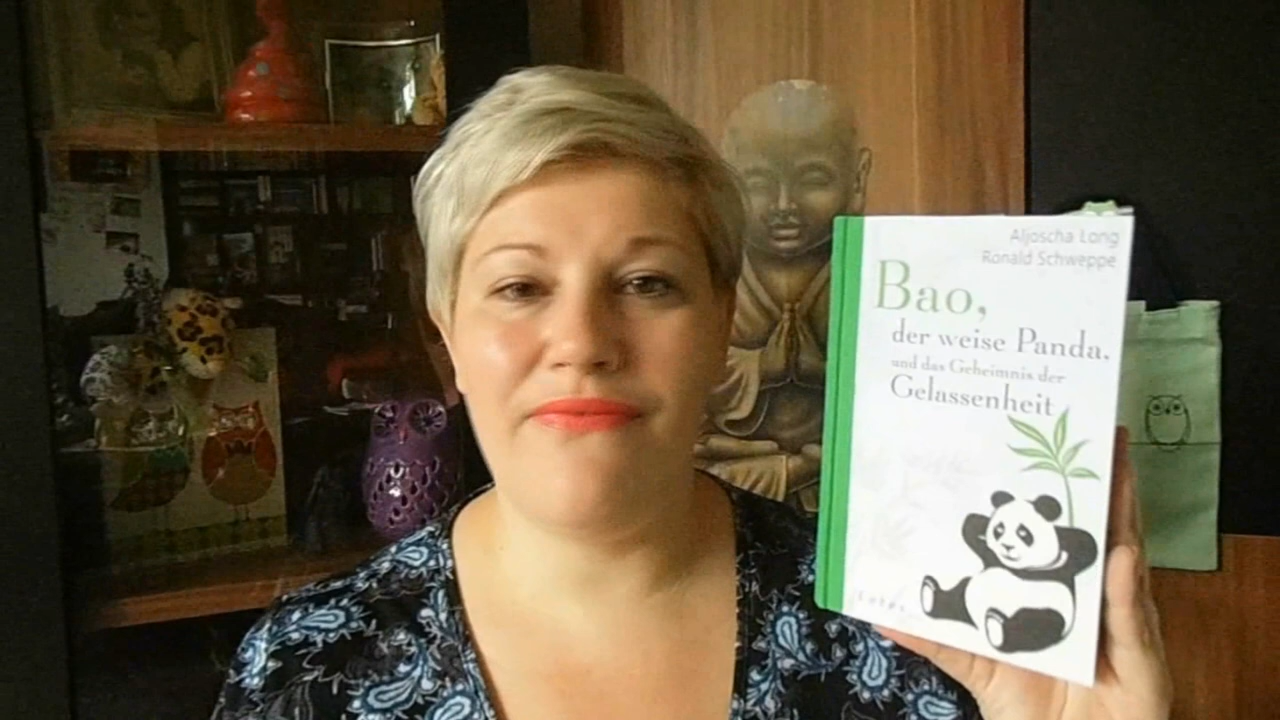 Aljoscha Long
Ronald Schweppe
Bao,
der weise Panda,
und das Geheimnis der
Gelassenheit